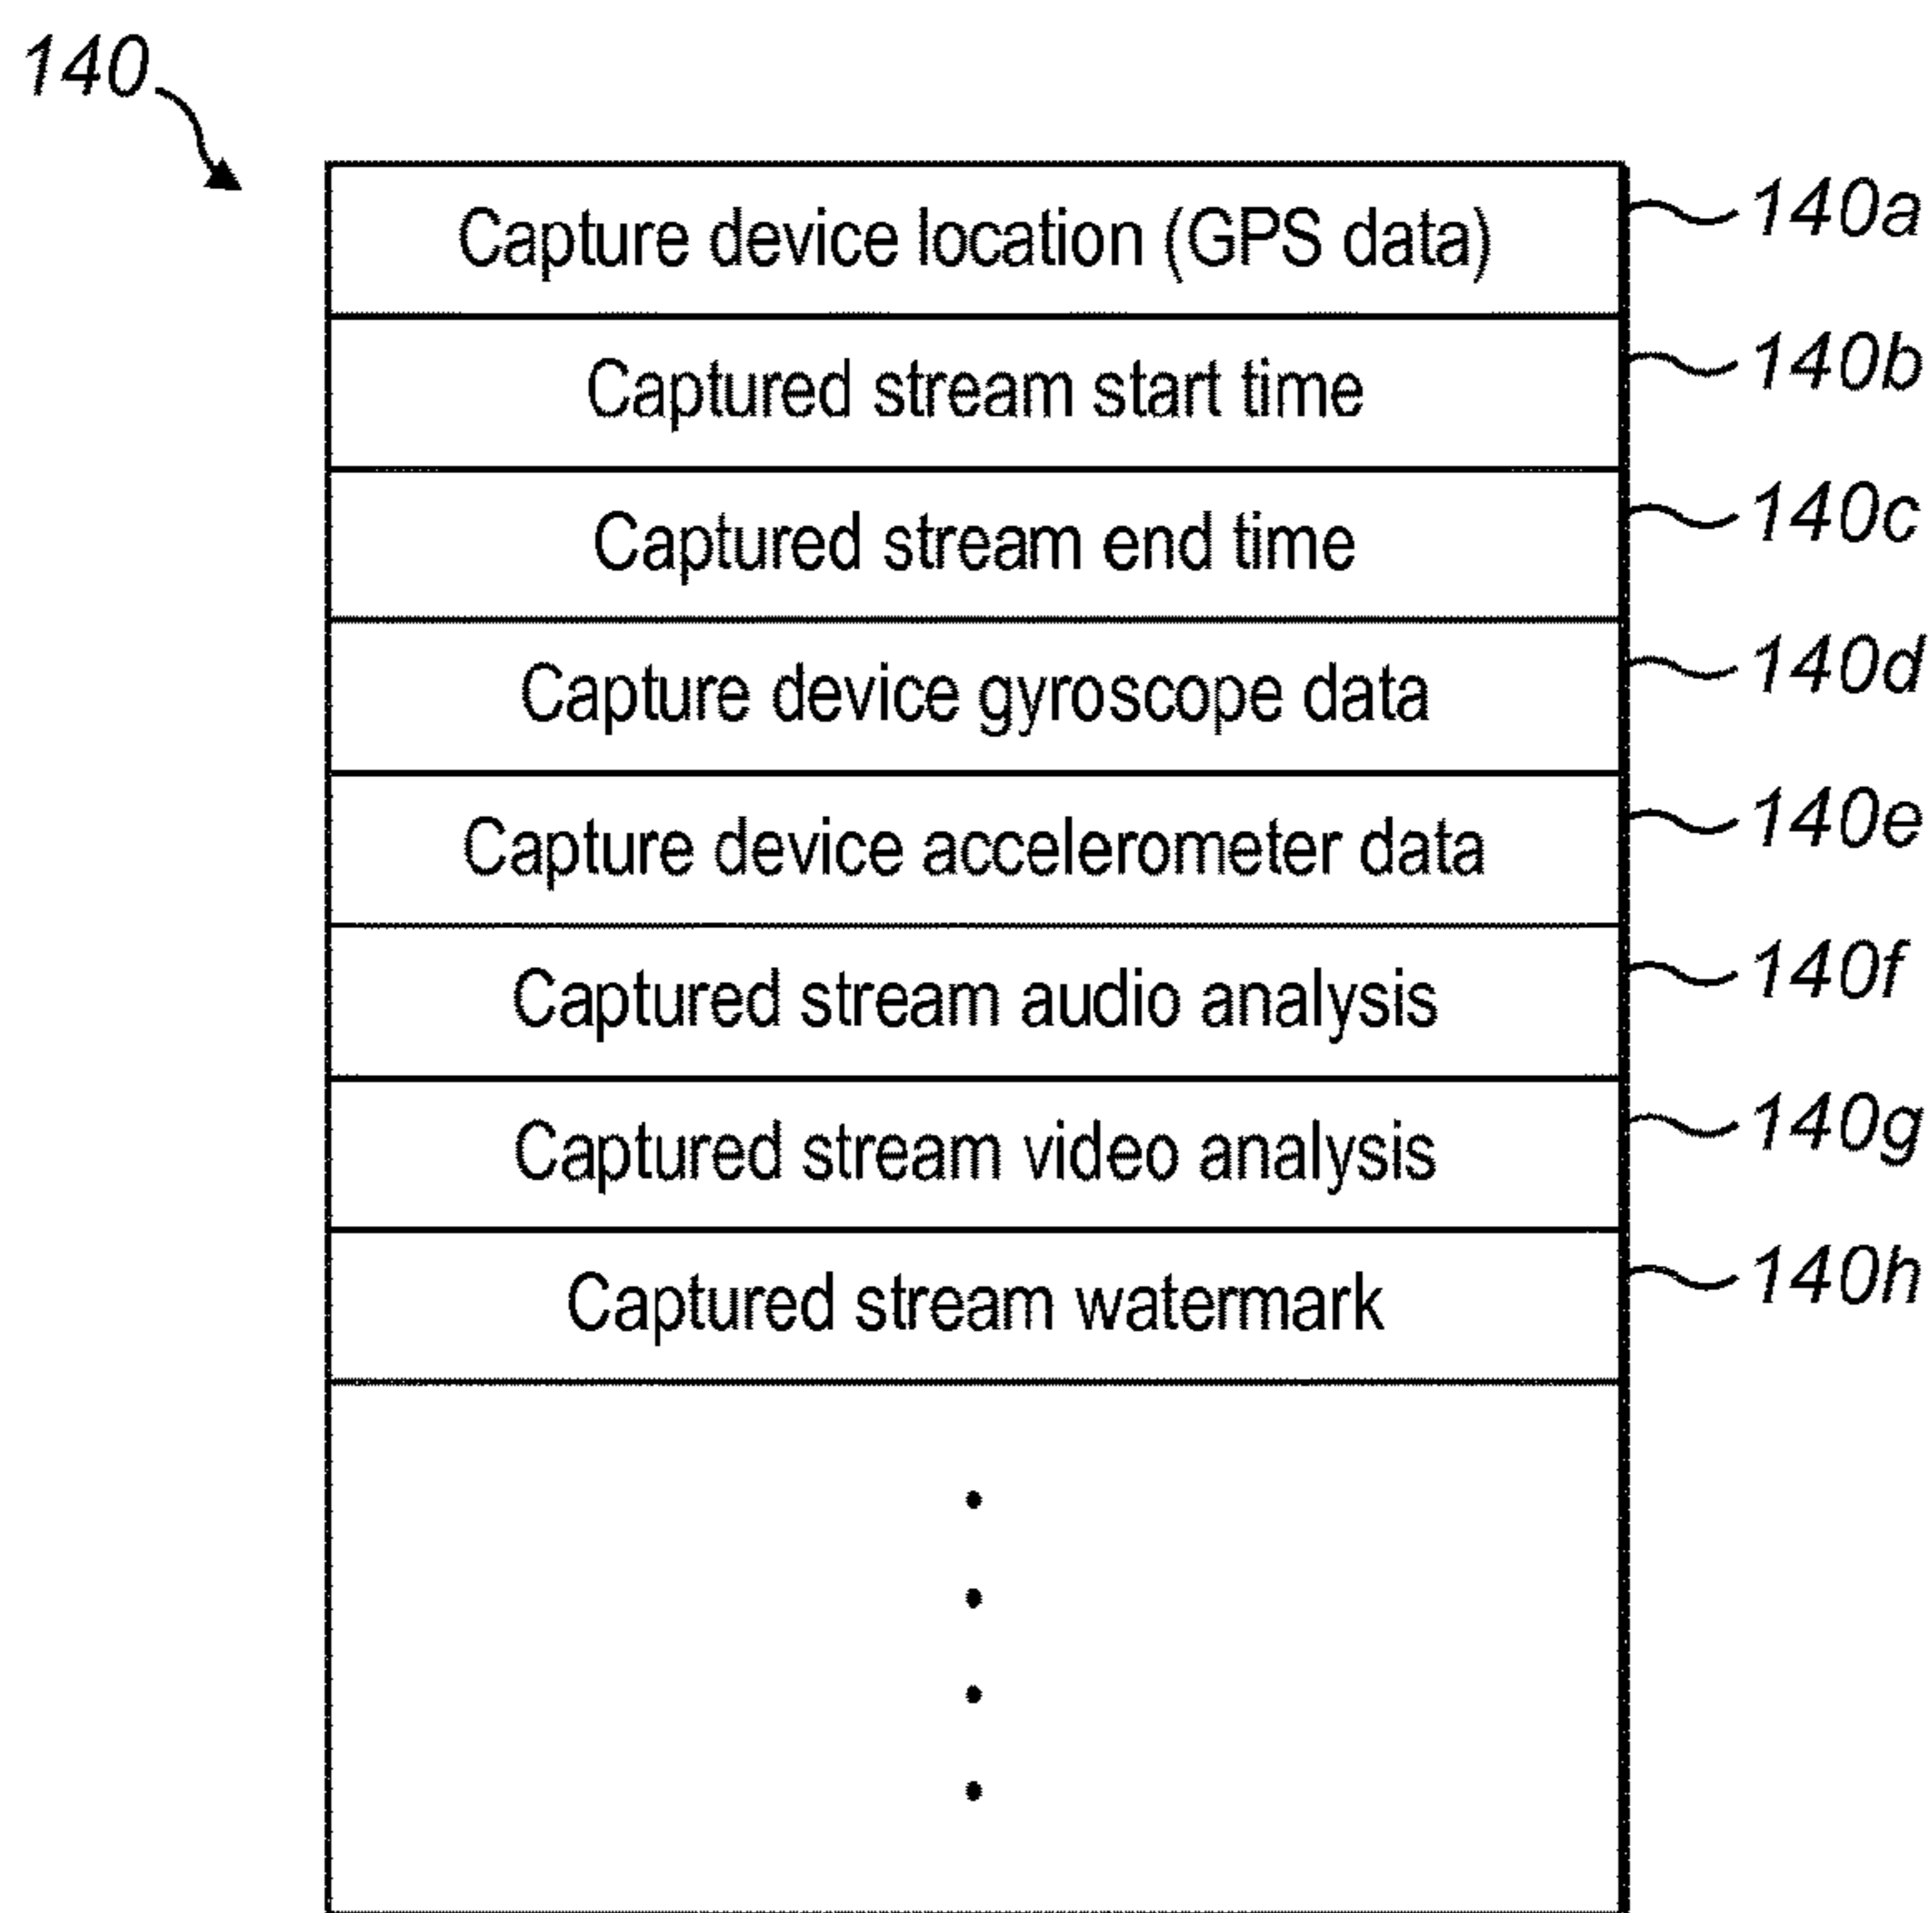 140
Capture device location (GPS data) 140a
Captured stream start time 140b
Captured stream end time 140c
Capture device gyroscope data 140d
Capture device accelerometer data 140e
Captured stream audio analysis 140f
Captured stream video analysis 140g
Captured stream watermark 140h